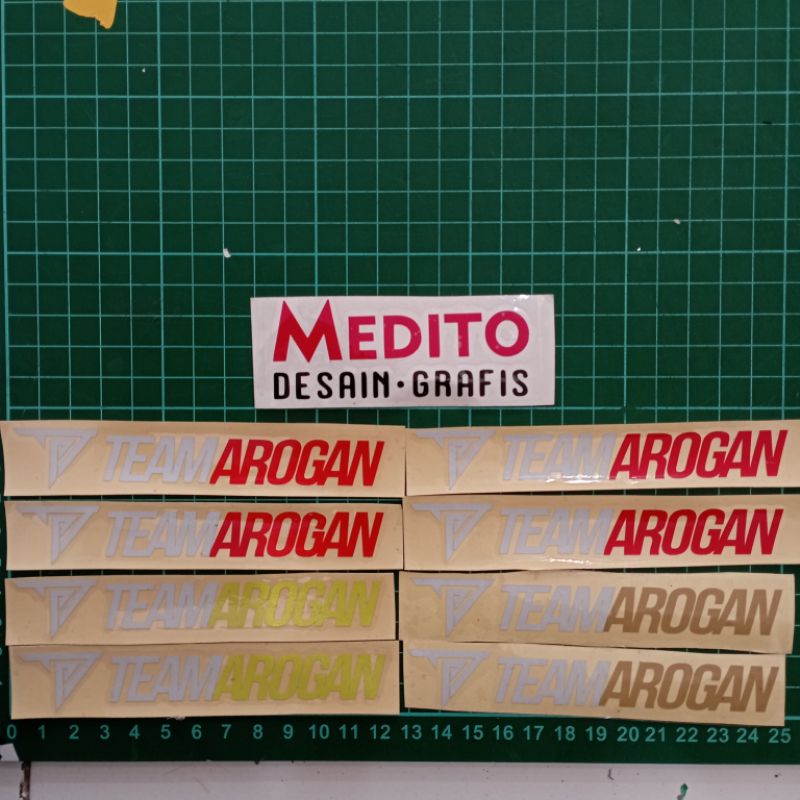 MEDITO
DESAIN·GRAFIS
TEAMAROGAN TEAMAROGAN
TEAMAROGAN TEAMAROGAN
TEAMAROGAN TEAMAROGAN
TEAMAROGAN TEAMAROGAN
0 1 2 3 4 5 6 7 8 9 10 11 12 13 14 15 16 17 18 19 20 21 22 23 24 25